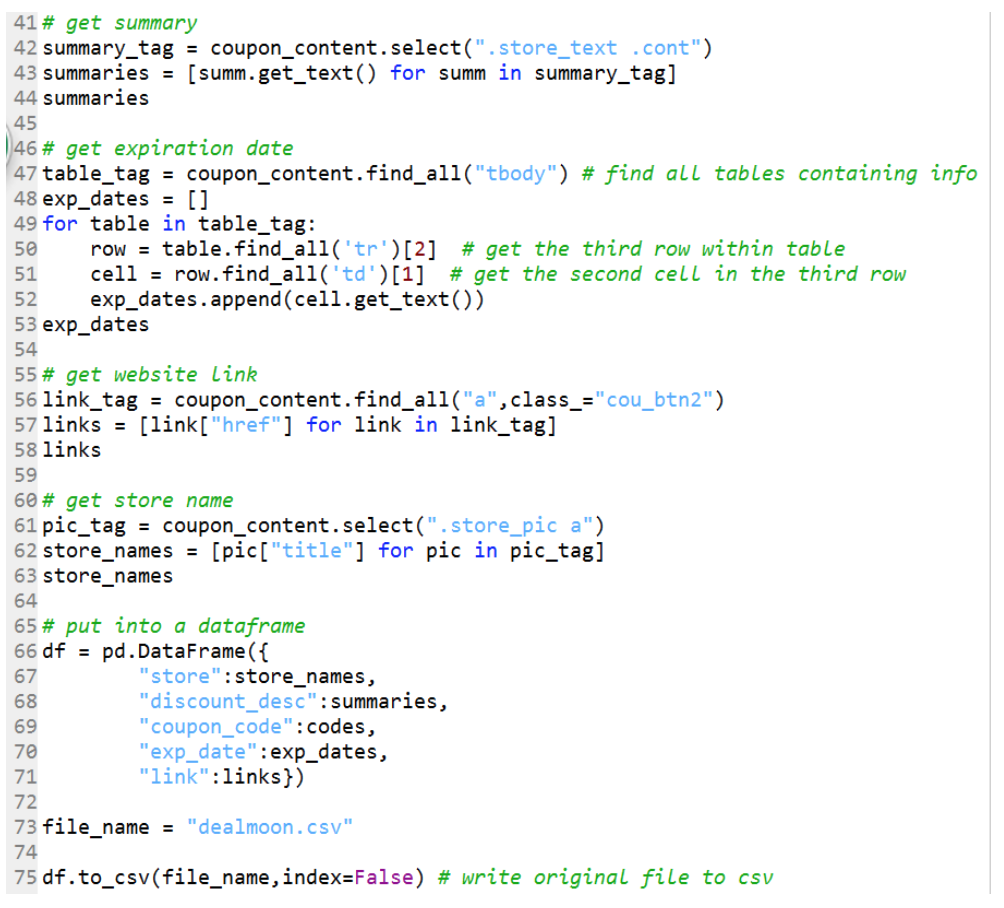 41 # get summary
42 summary_tag = coupon_content.select(".store_text .cont")
43 summaries = [summ.get_text() for summ in summary_tag]
44 summaries
45
46 # get expiration date
47 table_tag = coupon_content.find_all("tbody") # find all tables containing info
48 exp_dates = []
49 for table in table_tag:
50     row = table.find_all('tr')[2]  # get the third row within table
51     cell = row.find_all('td')[1]  # get the second cell in the third row
52     exp_dates.append(cell.get_text())
53 exp_dates
54
55 # get website link
56 link_tag = coupon_content.find_all("a",class_="cou_btn2")
57 links = [link["href"] for link in link_tag]
58 links
59
60 # get store name
61 pic_tag = coupon_content.select(".store_pic a")
62 store_names = [pic["title"] for pic in pic_tag]
63 store_names
64
65 # put into a dataframe
66 df = pd.DataFrame({
67         "store":store_names,
68         "discount_desc":summaries,
69         "coupon_code":codes,
70         "exp_date":exp_dates,
71         "link":links})
72
73 file_name = "dealmoon.csv"
74
75 df.to_csv(file_name,index=False) # write original file to csv